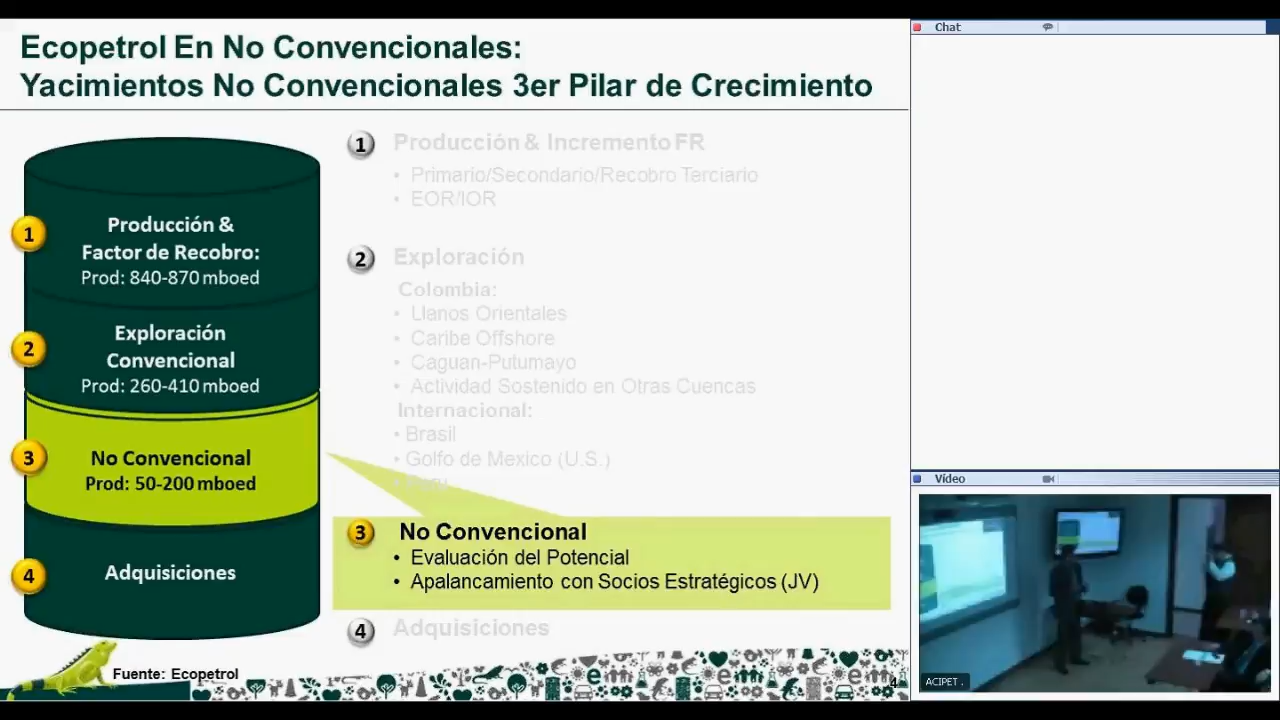 Ecopetrol En No Convencionales:
Yacimientos No Convencionales 3er Pilar de Crecimiento
1
Producción &
Factor de Recobro:
Prod: 840-870 mboed
2
Exploración
Convencional
Prod: 260-410 mboed
3
No Convencional
Prod: 50-200 mboed
4
Adquisiciones
1 Producción & Incremento FR
• Primario/Secondario/Recobro Terciario
• EOR/IOR
2 Exploración
Colombia:
• Llanos Orientales
• Caribe Offshore
• Caguan-Putumayo
• Actividad Sostenido en Otras Cuencas
Internacional:
• Brasil
• Golfo de Mexico (U.S.)
3 No Convencional
• Evaluación del Potencial
• Apalancamiento con Socios Estratégicos (JV)
4 Adquisiciones
Fuente: Ecopetrol
4
Chat
Vídeo
ACIPET .